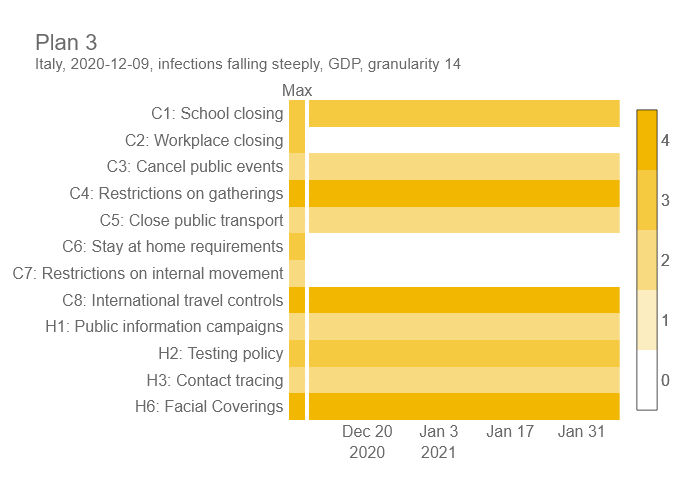 Plan 3
Italy, 2020-12-09, infections falling steeply, GDP, granularity 14
Max
C1: School closing
C2: Workplace closing
C3: Cancel public events
C4: Restrictions on gatherings
C5: Close public transport
C6: Stay at home requirements
C7: Restrictions on internal movement
C8: International travel controls
H1: Public information campaigns
H2: Testing policy
H3: Contact tracing
H6: Facial Coverings
Dec 20 Jan 3 Jan 17 Jan 31
2020 2021
4
3
2
1
0